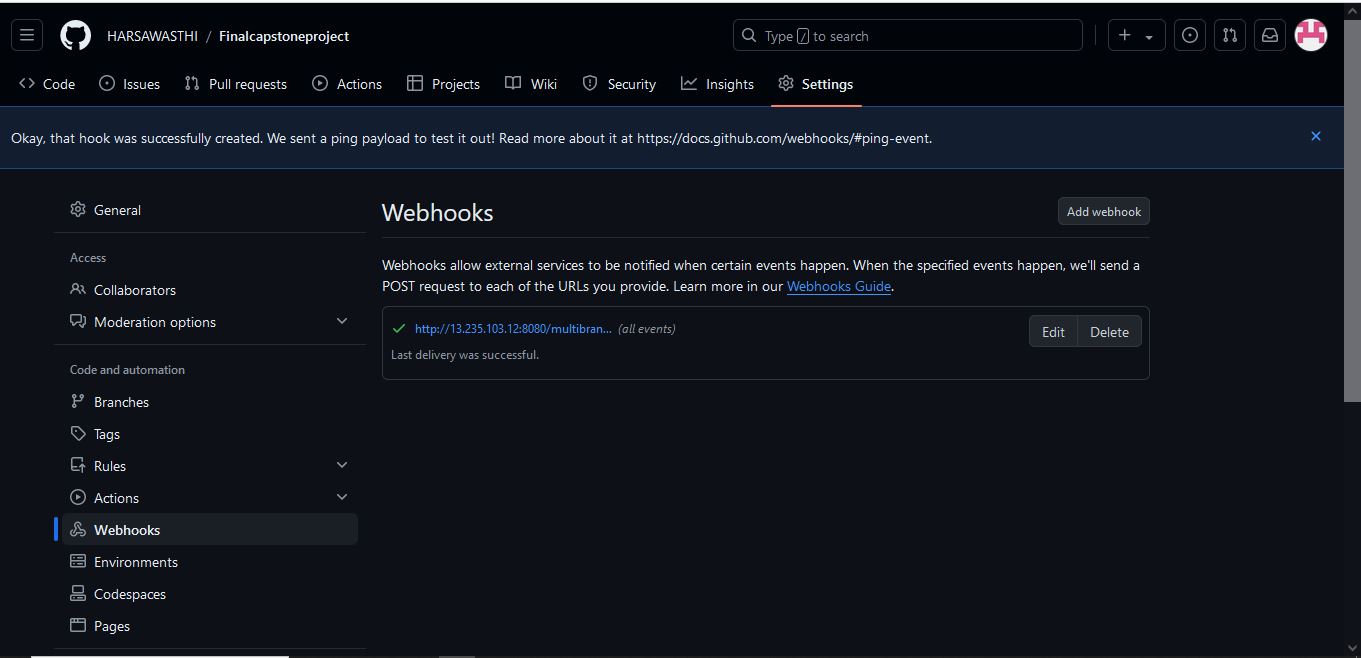 HARSAWASTHI / Finalcapstoneproject
Type / to search
Code Issues Pull requests Actions Projects Wiki Security Insights Settings
Okay, that hook was successfully created. We sent a ping payload to test it out! Read more about it at https://docs.github.com/webhooks/#ping-event.
General
Access
Collaborators
Moderation options
Code and automation
Branches
Tags
Rules
Actions
Webhooks
Environments
Codespaces
Pages
Webhooks
Add webhook
Webhooks allow external services to be notified when certain events happen. When the specified events happen, we'll send a
POST request to each of the URLs you provide. Learn more in our Webhooks Guide.
http://13.235.103.12:8080/multibran... (all events)
Edit Delete
Last delivery was successful.